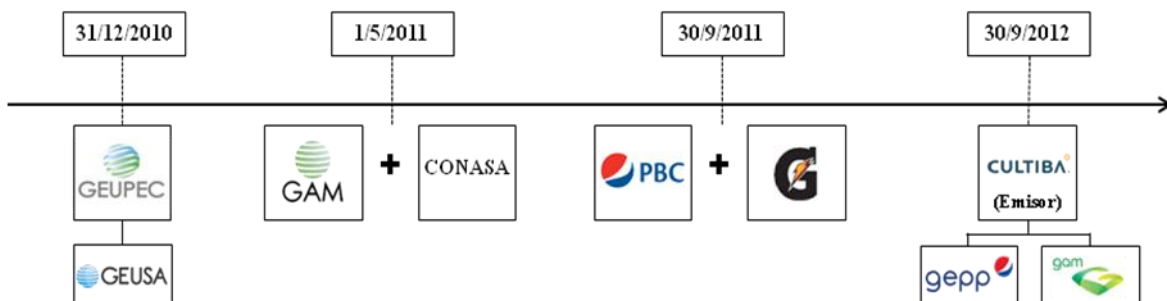 31/12/2010
1/5/2011
30/9/2011
30/9/2012
GEUPEC
GAM
+
CONASA
PBC
+
G
CULTIBA
(Emisor)
GEUSA
gepp
gam